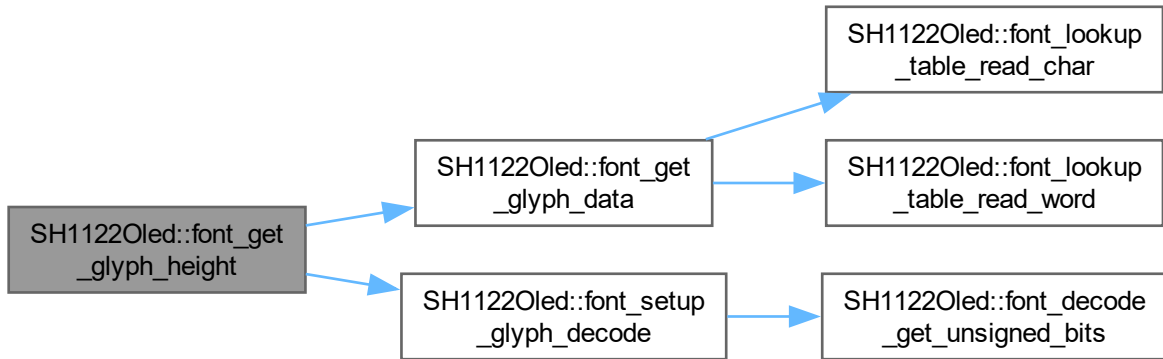 SH1122Oled::font_get
_glyph_height
SH1122Oled::font_get
_glyph_data
SH1122Oled::font_lookup
_table_read_char
SH1122Oled::font_lookup
_table_read_word
SH1122Oled::font_setup
_glyph_decode
SH1122Oled::font_decode
_get_unsigned_bits